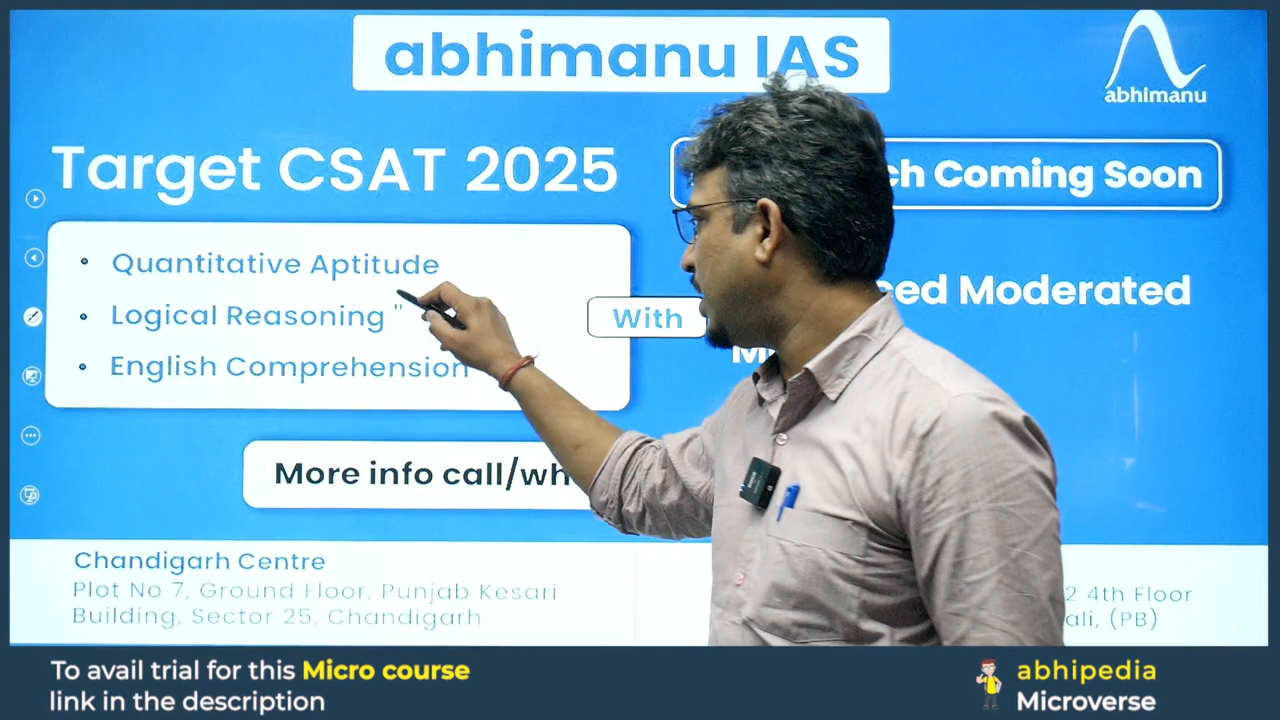 abhimanu IAS
abhimanu
Target CSAT 2025
ch Coming Soon
• Quantitative Aptitude
• Logical Reasoning "
• English Comprehension
With
ced Moderated
More info call/wh
Chandigarh Centre
Plot No 7, Ground Floor, Punjab Kesari
Building, Sector 25, Chandigarh
2 4th Floor
ali, (PB)
To avail trial for this Micro course
link in the description
abhipedia
Microverse